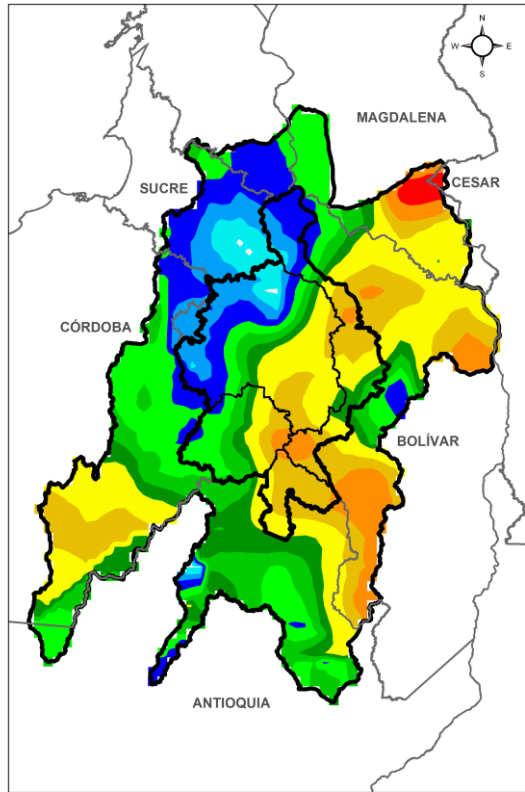 N
W E
S
MAGDALENA
CESAR
SUCRE
CÓRDOBA
BOLÍVAR
ANTIOQUIA